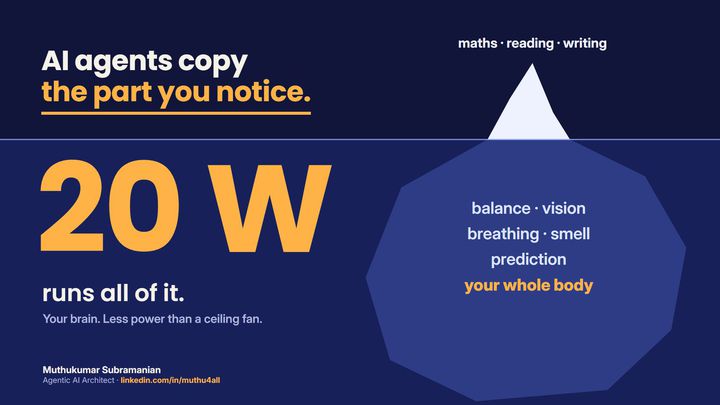 AI agents copy
the part you notice.
20 W
runs all of it.
Your brain. Less power than a ceiling fan.
Muthukumar Subramanian
Agentic AI Architect · linkedin.com/in/muthu4all
maths · reading · writing
balance · vision
breathing · smell
prediction
your whole body